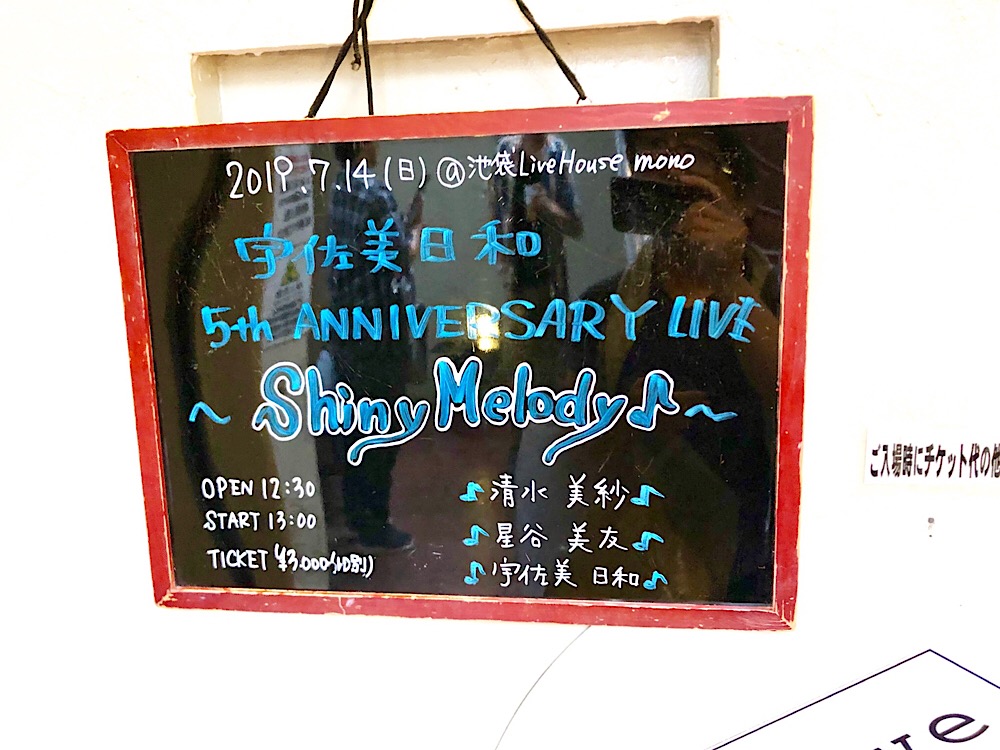 2019.7.14(日)@池袋LiveHouse mono
宇佐美日和
5th ANNIVERSARY LIVE
~ Shiny Melody♪ ~
OPEN 12:30
START 13:00
TICKET ¥3.000(+D別)
♪清水 美紗♪
♪星谷 美友♪
♪宇佐美 日和♪
ご入場時にチケット代の他